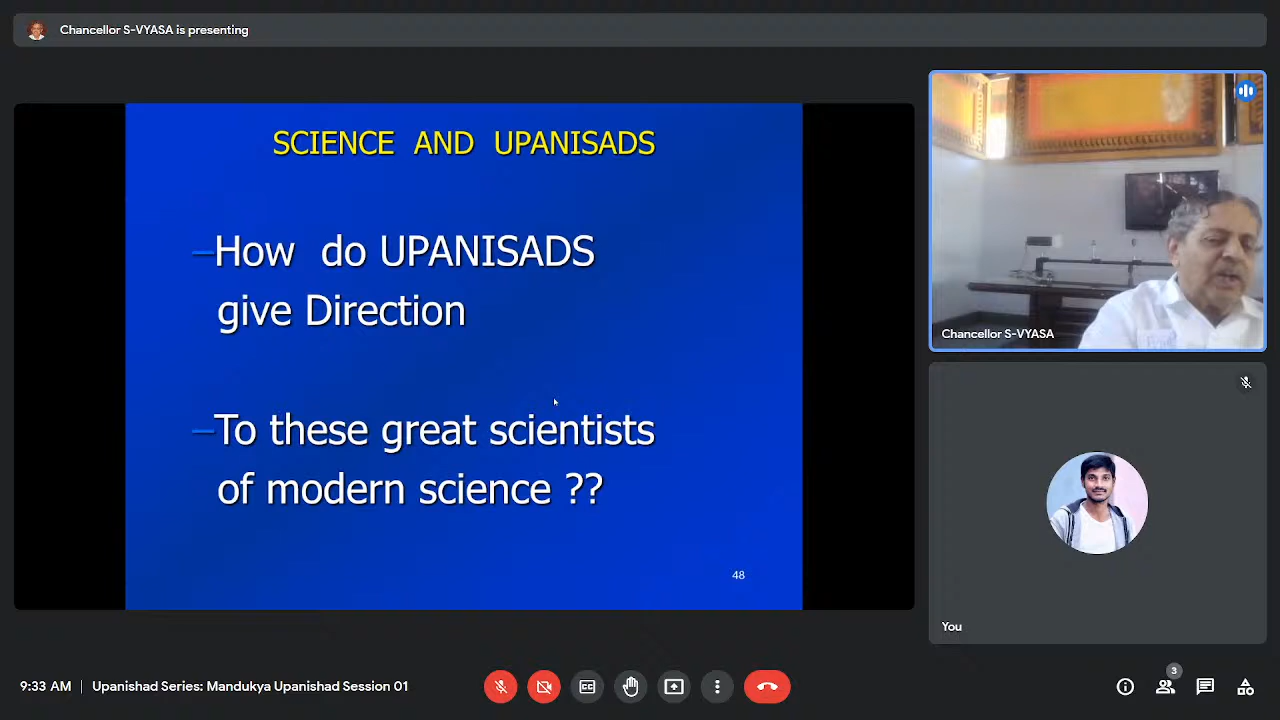 Chancellor S-VYASA is presenting
SCIENCE AND UPANISADS
–How do UPANISADS
give Direction
–To these great scientists
of modern science ??
48
Chancellor S-VYASA
You
9:33 AM | Upanishad Series: Mandukya Upanishad Session 01
3